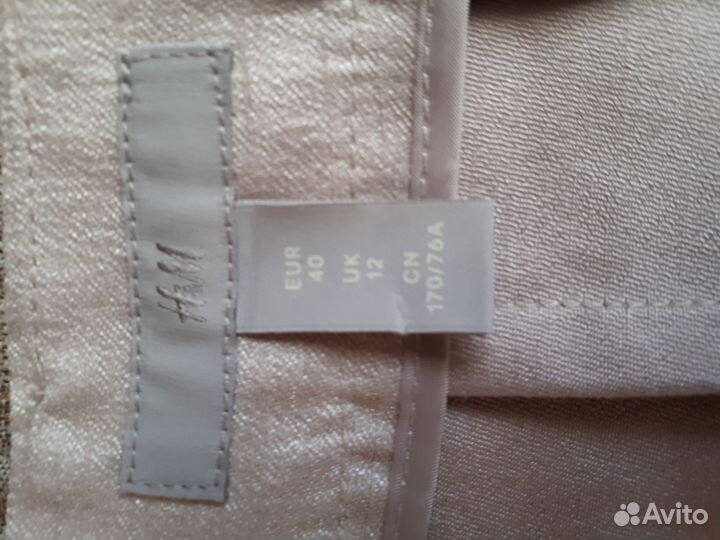 H&M
EUR
40
UK
12
CN
170/76A
Avito